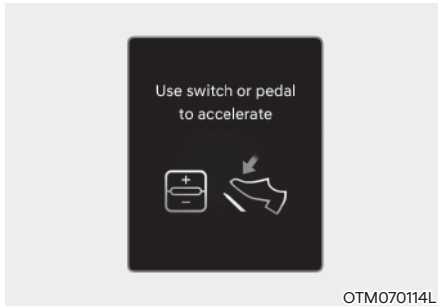 Use switch or pedal
to accelerate
+
−
OTM070114L